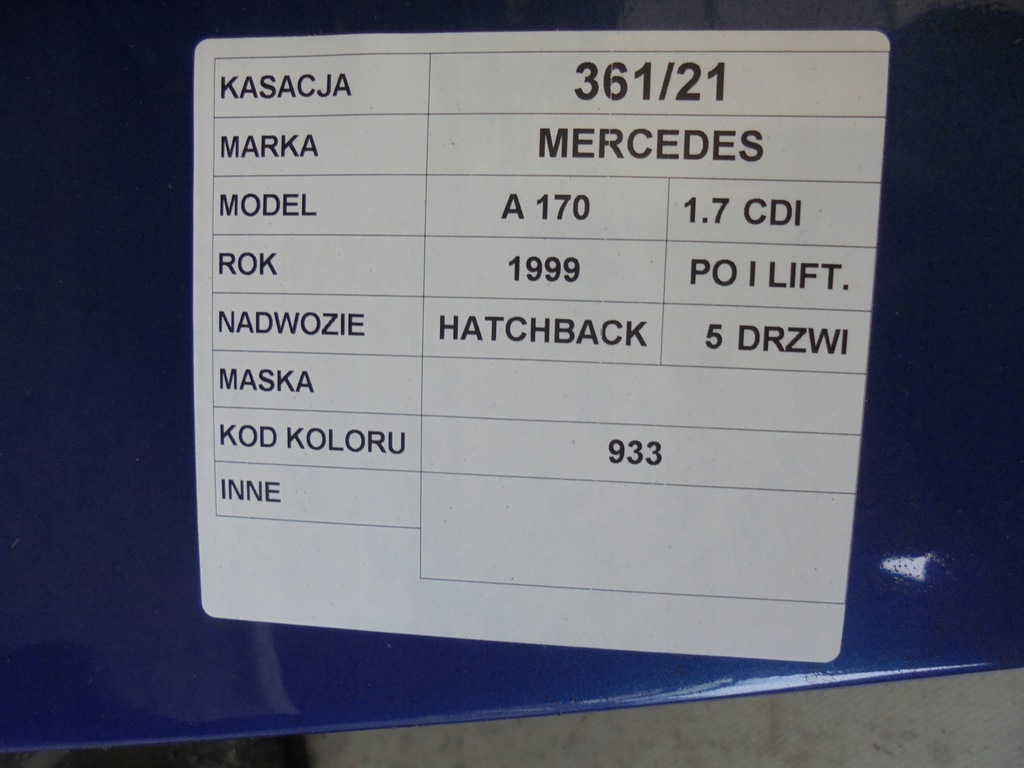 KASACJA 361/21
MARKA MERCEDES
MODEL A 170 1.7 CDI
ROK 1999 PO I LIFT.
NADWOZIE HATCHBACK 5 DRZWI
MASKA
KOD KOLORU 933
INNE